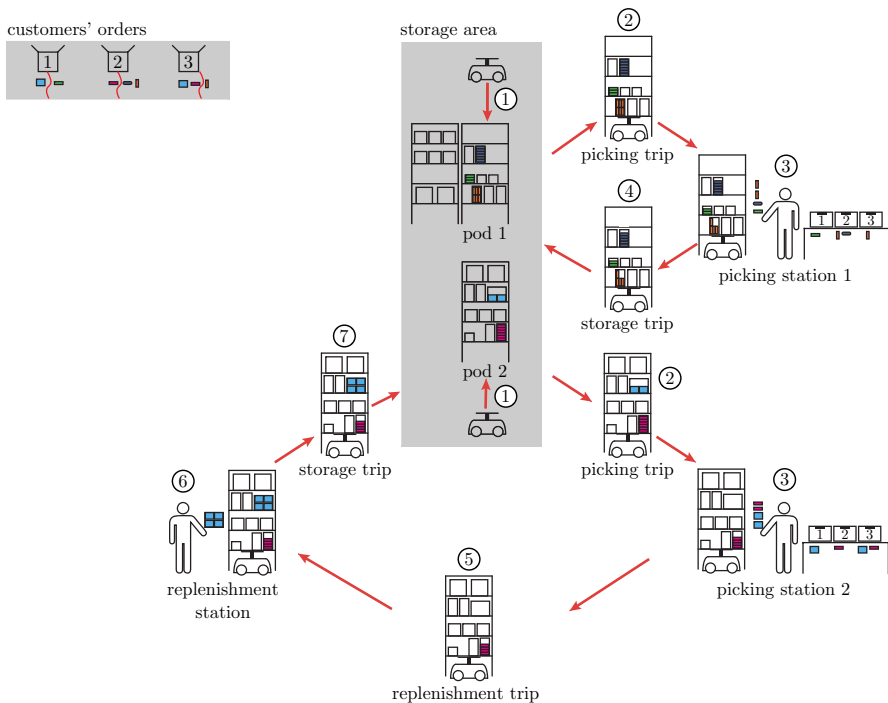 customers' orders
1 2 3
storage area
1
2
picking trip
3
1 2 3
picking station 1
4
storage trip
pod 1
pod 2
1
2
picking trip
3
1 2 3
picking station 2
5
replenishment trip
6
replenishment
station
7
storage trip